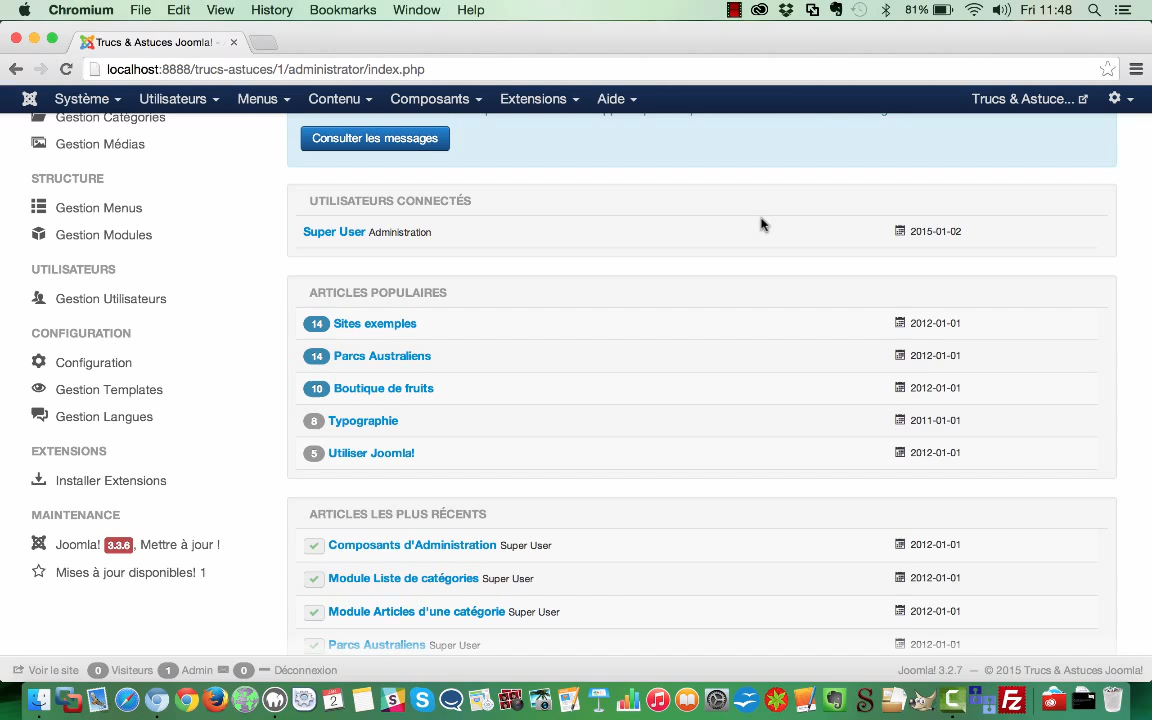 Chromium File Edit View History Bookmarks Window Help 81% Fri 11:48
Trucs & Astuces Joomla! -
localhost:8888/trucs-astuces/1/administrator/index.php
Système Utilisateurs Menus Contenu Composants Extensions Aide Trucs & Astuce...
Gestion Catégories
Gestion Médias
STRUCTURE
Gestion Menus
Gestion Modules
UTILISATEURS
Gestion Utilisateurs
CONFIGURATION
Configuration
Gestion Templates
Gestion Langues
EXTENSIONS
Installer Extensions
MAINTENANCE
Joomla! 3.3.6, Mettre à jour !
Mises à jour disponibles! 1
Consulter les messages
UTILISATEURS CONNECTÉS
Super User Administration 2015-01-02
ARTICLES POPULAIRES
14 Sites exemples 2012-01-01
14 Parcs Australiens 2012-01-01
10 Boutique de fruits 2012-01-01
8 Typographie 2011-01-01
5 Utiliser Joomla! 2012-01-01
ARTICLES LES PLUS RÉCENTS
Composants d'Administration Super User 2012-01-01
Module Liste de catégories Super User 2012-01-01
Module Articles d'une catégorie Super User 2012-01-01
Parcs Australiens Super User 2012-01-01
Voir le site 0 Visiteurs 1 Admin 0 Déconnexion Joomla! 3.2.7 — © 2015 Trucs & Astuces Joomla!